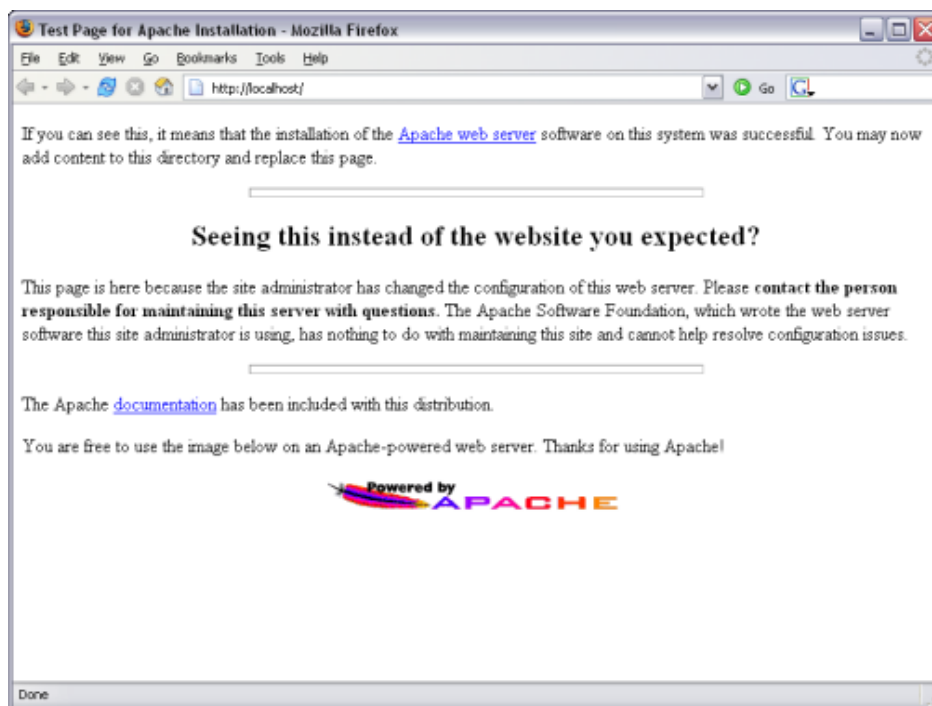 Test Page for Apache Installation - Mozilla Firefox
File Edit View Go Bookmarks Tools Help
http://localhost/ Go
If you can see this, it means that the installation of the Apache web server software on this system was successful. You may now
add content to this directory and replace this page.
Seeing this instead of the website you expected?
This page is here because the site administrator has changed the configuration of this web server. Please contact the person
responsible for maintaining this server with questions. The Apache Software Foundation, which wrote the web server
software this site administrator is using, has nothing to do with maintaining this site and cannot help resolve configuration issues.
The Apache documentation has been included with this distribution.
You are free to use the image below on an Apache-powered web server. Thanks for using Apache!
Powered by
APACHE
Done